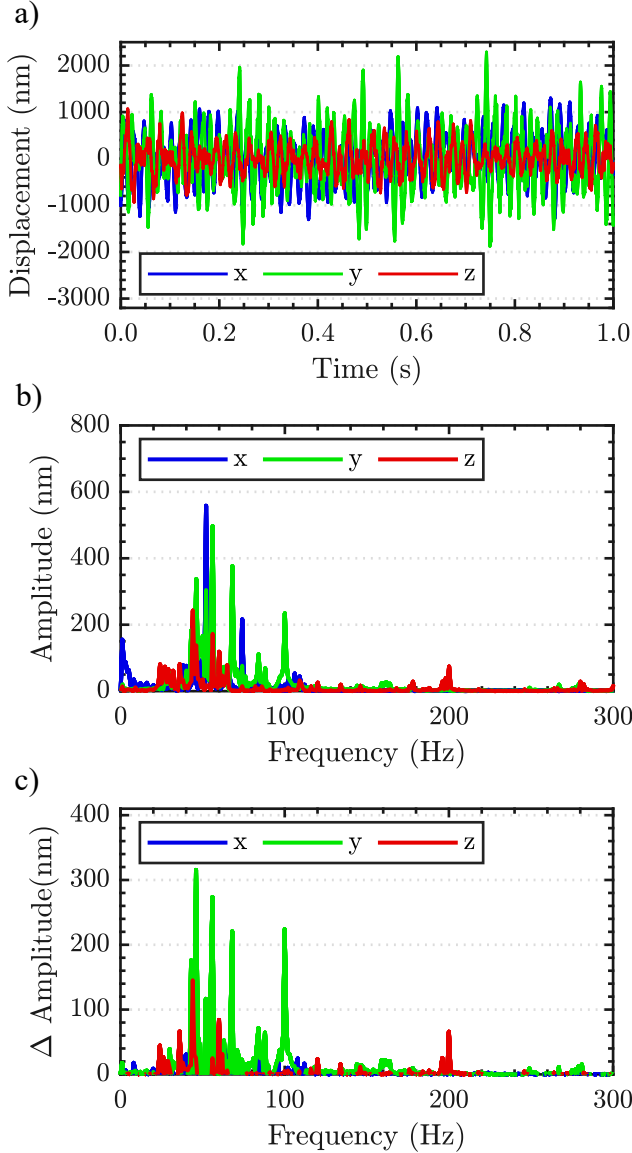 a)
Displacement (nm)
2000
1000
0
-1000
-2000
-3000
x y z
0.0 0.2 0.4 0.6 0.8 1.0
Time (s)
b)
Amplitude (nm)
800
600
400
200
0
x y z
0 100 200 300
Frequency (Hz)
c)
Δ Amplitude(nm)
400
300
200
100
0
x y z
0 100 200 300
Frequency (Hz)